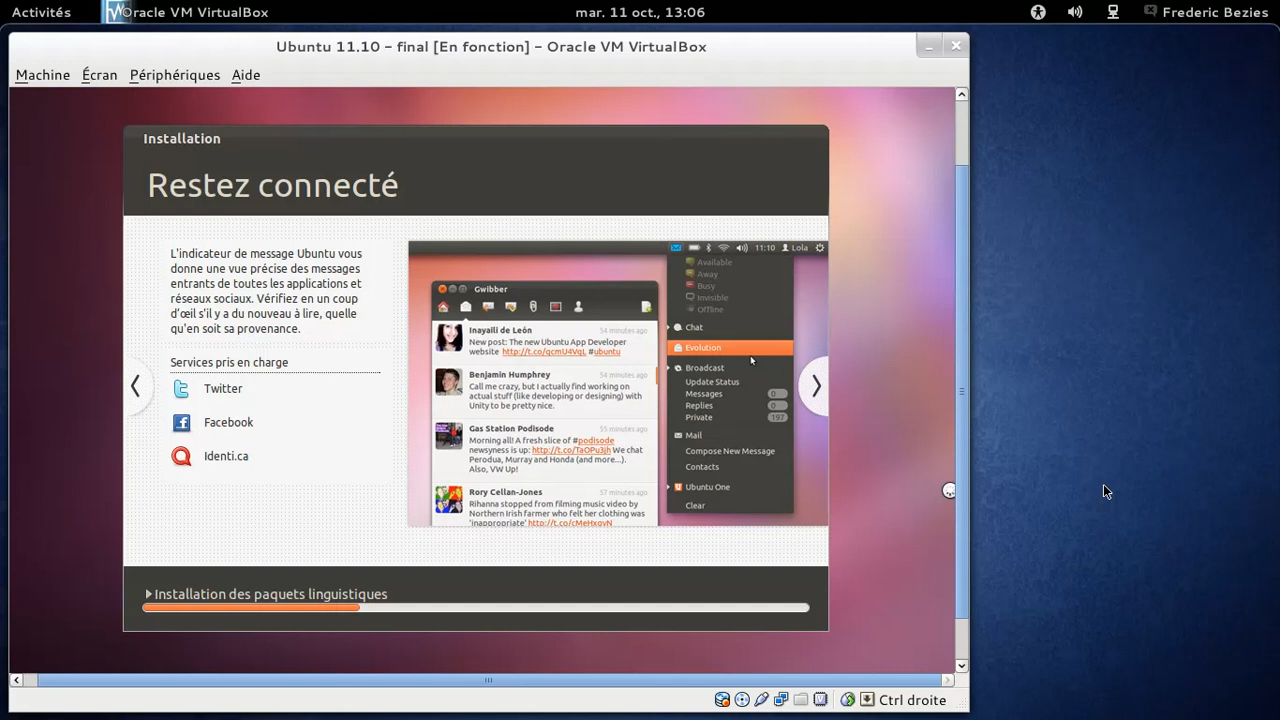 Activités
Oracle VM VirtualBox
mar. 11 oct., 13:06
Frederic Bezies
Ubuntu 11.10 - final [En fonction] - Oracle VM VirtualBox
Machine Écran Périphériques Aide
Installation
Restez connecté
L'indicateur de message Ubuntu vous
donne une vue précise des messages
entrants de toutes les applications et
réseaux sociaux. Vérifiez en un coup
d'œil s'il y a du nouveau à lire, quelle
qu'en soit sa provenance.
Services pris en charge
Twitter
Facebook
Identi.ca
Gwibber
Inayaili de León 54 minutes ago
New post: The new Ubuntu App Developer
website http://t.co/gcmU4VqL #ubuntu
Benjamin Humphrey 54 minutes ago
Call me crazy, but I actually find working on
actual stuff (like developing or designing) with
Unity to be pretty nice.
Gas Station Podisode 55 minutes ago
Morning all! A fresh slice of #podisode
newsyness is up: http://t.co/TaOPu3jh We chat
Perodua, Murray and Honda (and more...).
Also, VW Up!
Rory Cellan-Jones 57 minutes ago
Rihanna stopped from filming music video by
Northern Irish farmer who felt her clothing was
'inappropriate' http://t.co/cMeHxqvN
11:10 Lola
Available
Away
Busy
Invisible
Offline
Chat
Evolution
Broadcast
Update Status
Messages 0
Replies 0
Private 197
Mail
Compose New Message
Contacts
Ubuntu One
Clear
Installation des paquets linguistiques
Ctrl droite